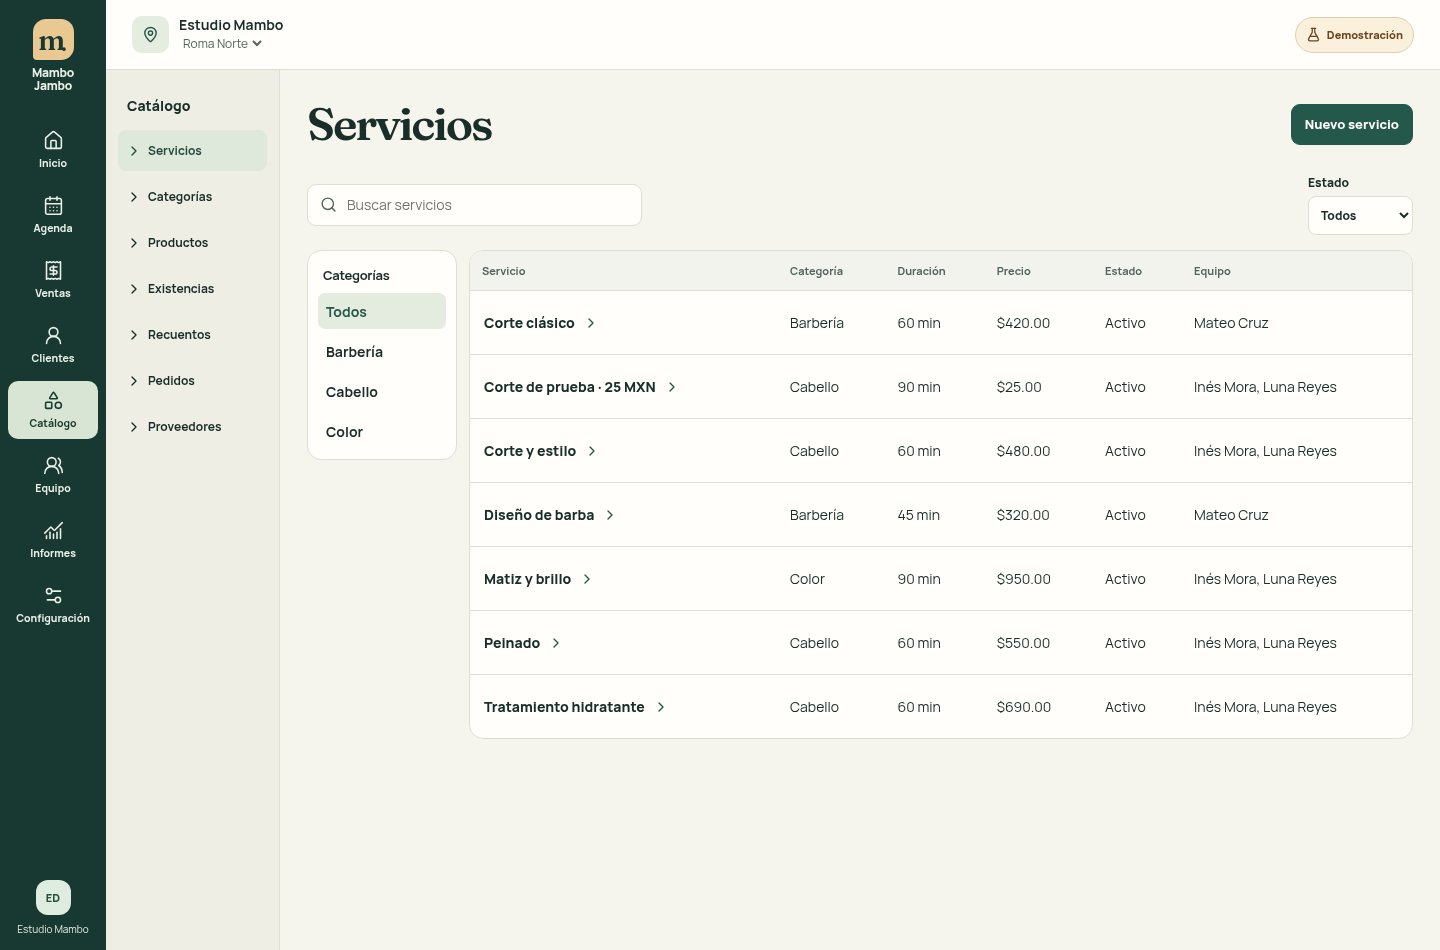 m.
Mambo
Jambo
Inicio
Agenda
Ventas
Clientes
Catálogo
Equipo
Informes
Configuración
ED
Estudio Mambo
Estudio Mambo
Roma Norte
Demostración
Catálogo
Servicios
Categorías
Productos
Existencias
Recuentos
Pedidos
Proveedores
Servicios
Nuevo servicio
Buscar servicios
Estado
Todos
Categorías
Todos
Barbería
Cabello
Color
Servicio Categoría Duración Precio Estado Equipo
Corte clásico Barbería 60 min $420.00 Activo Mateo Cruz
Corte de prueba · 25 MXN Cabello 90 min $25.00 Activo Inés Mora, Luna Reyes
Corte y estilo Cabello 60 min $480.00 Activo Inés Mora, Luna Reyes
Diseño de barba Barbería 45 min $320.00 Activo Mateo Cruz
Matiz y brillo Color 90 min $950.00 Activo Inés Mora, Luna Reyes
Peinado Cabello 60 min $550.00 Activo Inés Mora, Luna Reyes
Tratamiento hidratante Cabello 60 min $690.00 Activo Inés Mora, Luna Reyes